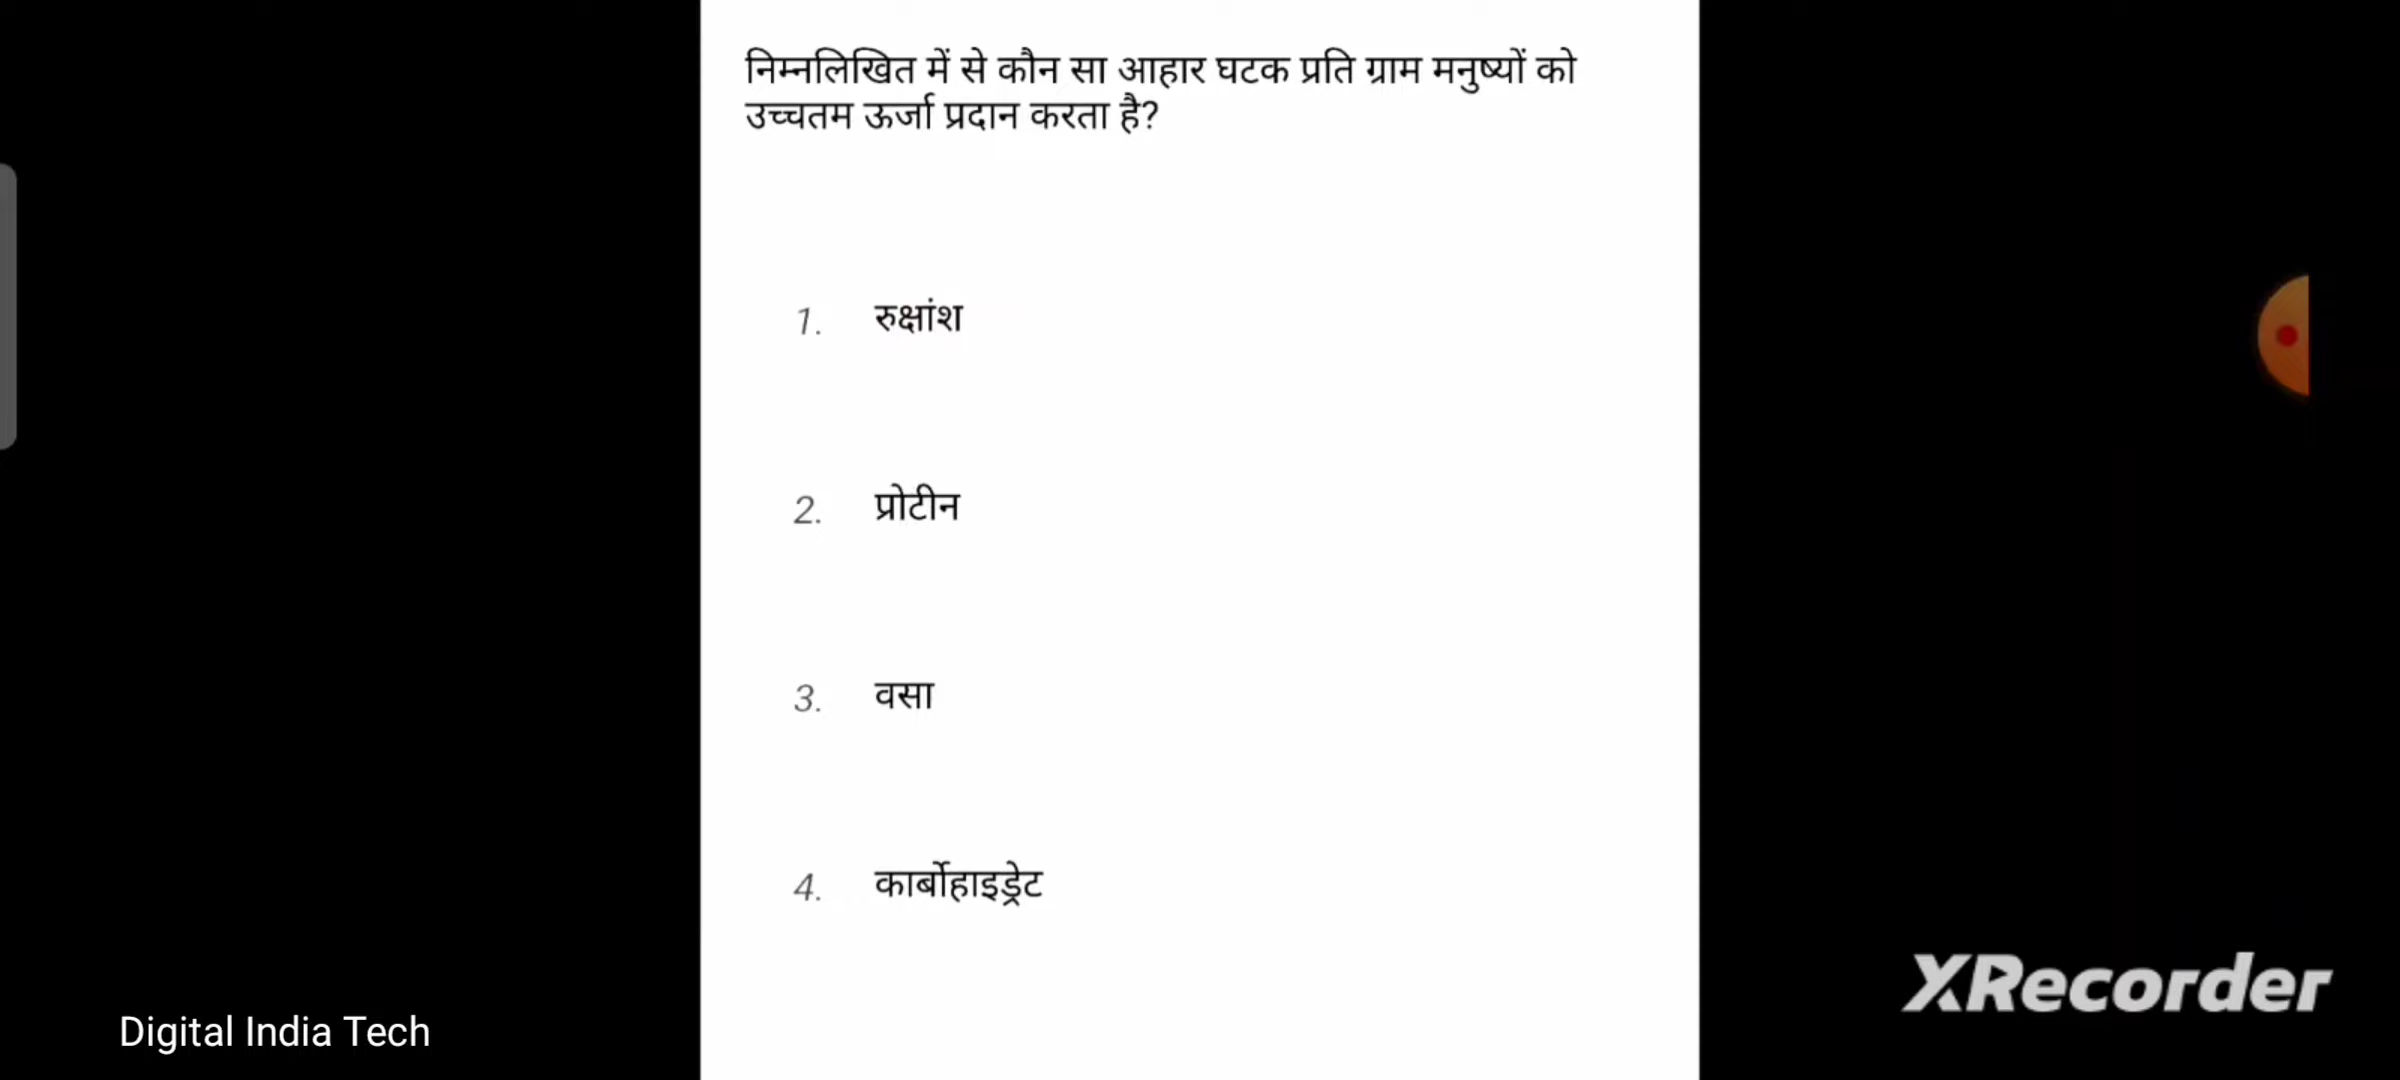 निम्नलिखित में से कौन सा आहार घटक प्रति ग्राम मनुष्यों को
उच्चतम ऊर्जा प्रदान करता है?
1. रुक्षांश
2. प्रोटीन
3. वसा
4. कार्बोहाइड्रेट
XRecorder
Digital India Tech